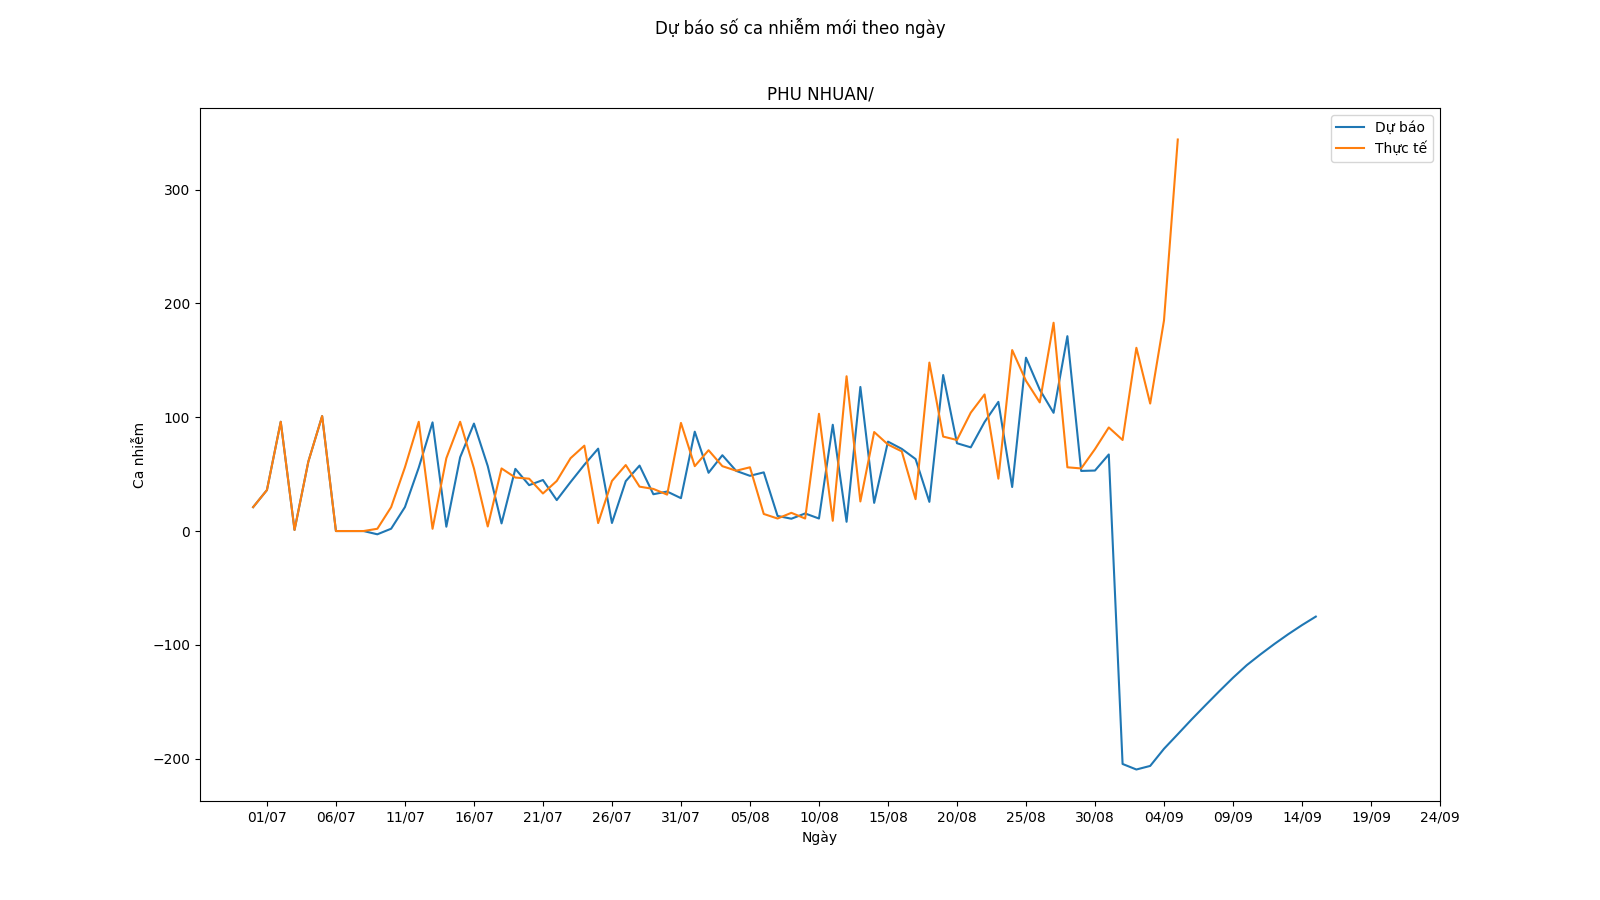 Dự báo số ca nhiễm mới theo ngày
PHU NHUAN/
Dự báo
Thực tế
300
200
100
0
−100
−200
Ca nhiễm
01/07 06/07 11/07 16/07 21/07 26/07 31/07 05/08 10/08 15/08 20/08 25/08 30/08 04/09 09/09 14/09 19/09 24/09
Ngày